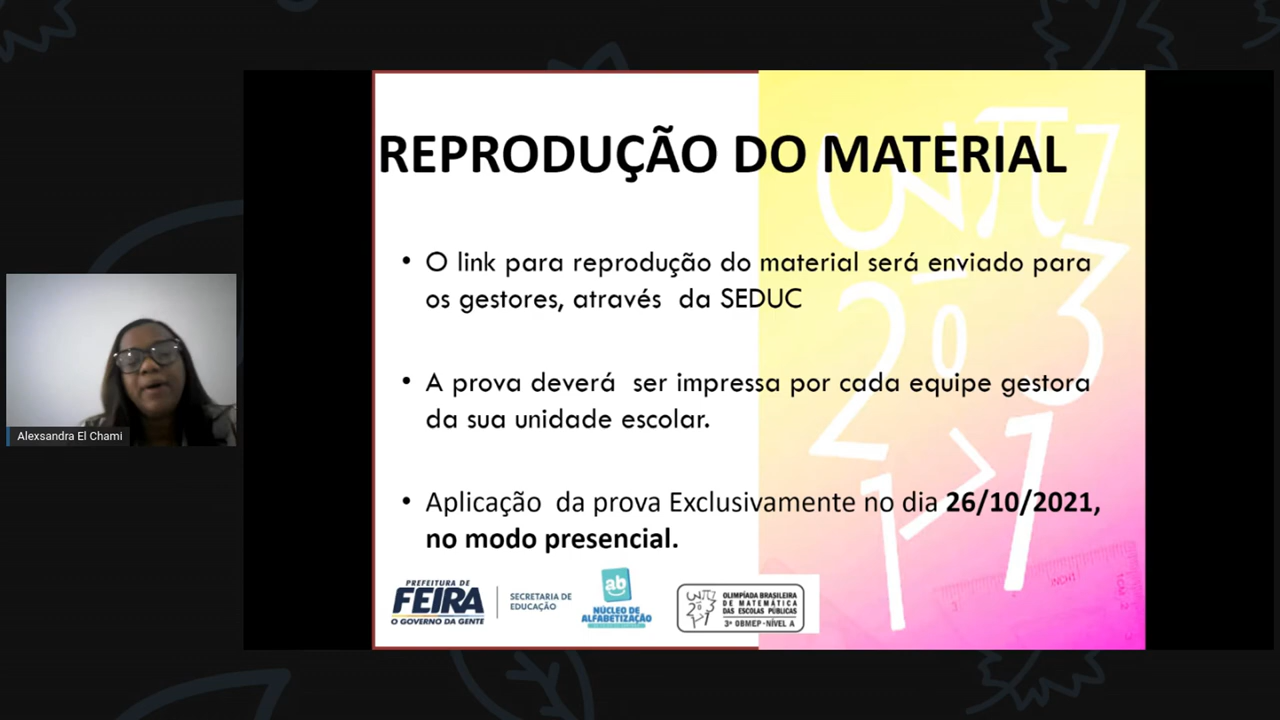 REPRODUÇÃO DO MATERIAL
• O link para reprodução do material será enviado para
os gestores, através da SEDUC
• A prova deverá ser impressa por cada equipe gestora
da sua unidade escolar.
• Aplicação da prova Exclusivamente no dia 26/10/2021,
no modo presencial.
Alexsandra El Chami
PREFEITURA DE
FEIRA
O GOVERNO DA GENTE
SECRETARIA DE
EDUCAÇÃO
ab
NÚCLEO DE
ALFABETIZAÇÃO
OLIMPÍADA BRASILEIRA
DE MATEMÁTICA
DAS ESCOLAS PÚBLICAS
3ª OBMEP - NÍVEL A